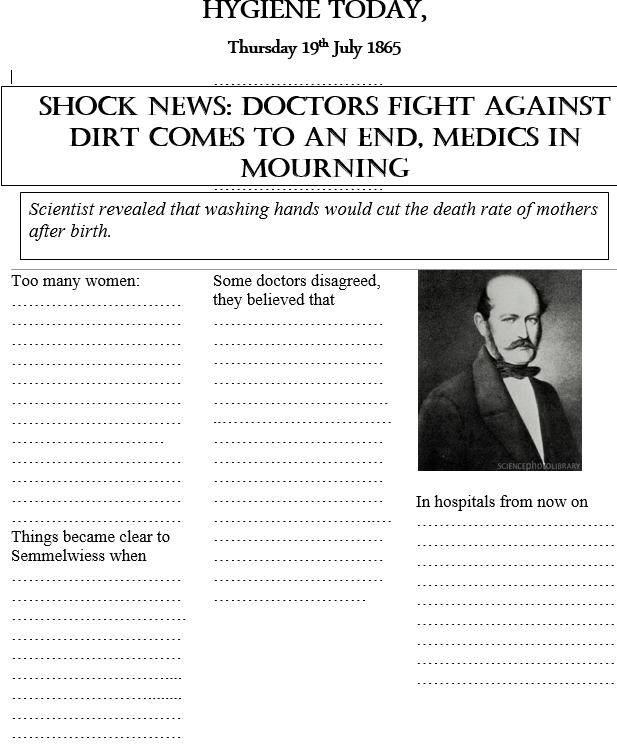 HYGIENE TODAY,
Thursday 19th July 1865
SHOCK NEWS: DOCTORS FIGHT AGAINST
DIRT COMES TO AN END, MEDICS IN
MOURNING
Scientist revealed that washing hands would cut the death rate of mothers
after birth.
Too many women:
Things became clear to
Semmelwiess when
Some doctors disagreed,
they believed that
SCIENCEPHOTOLIBRARY
In hospitals from now on